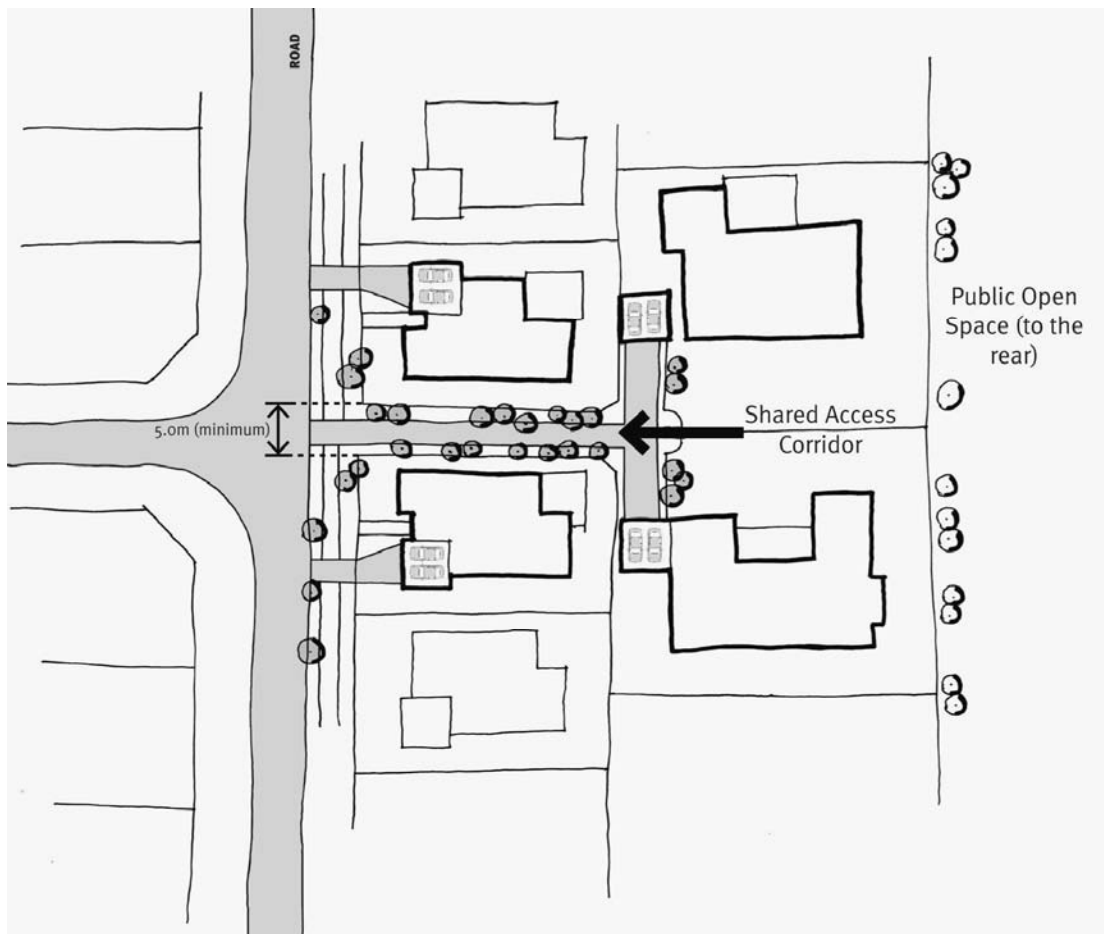 ROAD
5.0m (minimum)
Shared Access
Corridor
Public Open
Space (to the
rear)